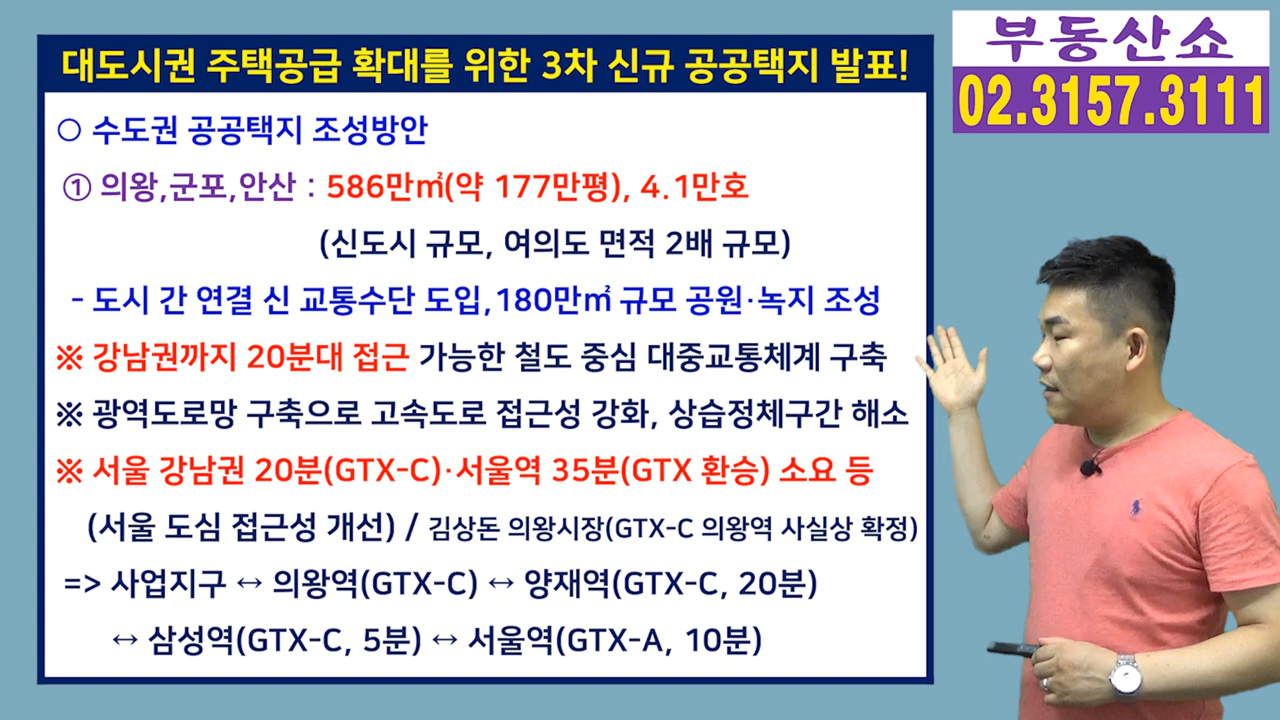 대도시권 주택공급 확대를 위한 3차 신규 공공택지 발표!
부동산쇼
02.3157.3111
○ 수도권 공공택지 조성방안
① 의왕,군포,안산 : 586만㎡(약 177만평), 4.1만호
(신도시 규모, 여의도 면적 2배 규모)
- 도시 간 연결 신 교통수단 도입,180만㎡ 규모 공원·녹지 조성
※ 강남권까지 20분대 접근 가능한 철도 중심 대중교통체계 구축
※ 광역도로망 구축으로 고속도로 접근성 강화, 상습정체구간 해소
※ 서울 강남권 20분(GTX-C)·서울역 35분(GTX 환승) 소요 등
(서울 도심 접근성 개선) / 김상돈 의왕시장(GTX-C 의왕역 사실상 확정)
=> 사업지구 ↔ 의왕역(GTX-C) ↔ 양재역(GTX-C, 20분)
↔ 삼성역(GTX-C, 5분) ↔ 서울역(GTX-A, 10분)